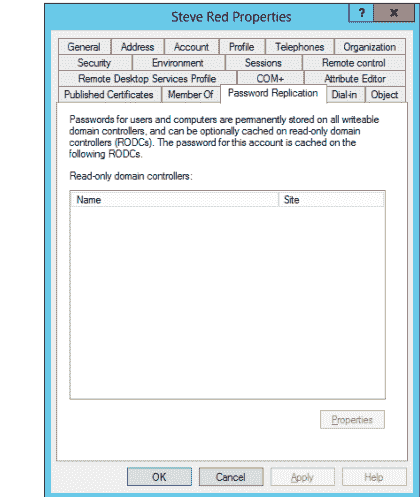 Steve Red Properties
? x
General Address Account Profile Telephones Organization
Security Environment Sessions Remote control
Remote Desktop Services Profile COM+ Attribute Editor
Published Certificates Member Of Password Replication Dial-in Object
Passwords for users and computers are permanently stored on all writeable
domain controllers, and can be optionally cached on read-only domain
controllers (RODCs). The password for this account is cached on the
following RODCs.
Read-only domain controllers:
Name Site
Properties
OK Cancel Apply Help